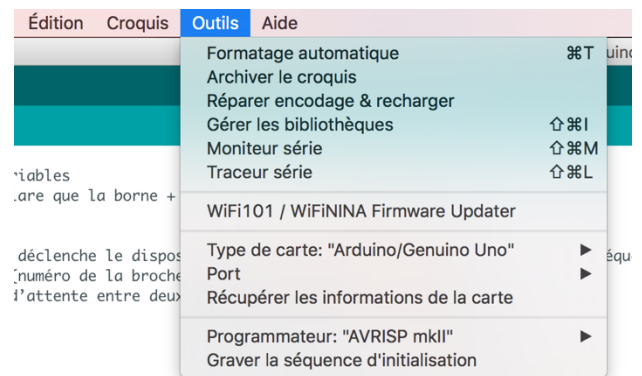 Édition Croquis Outils Aide
Formatage automatique ⌘T
Archiver le croquis
Réparer encodage & recharger
Gérer les bibliothèques ⇧⌘I
Moniteur série ⇧⌘M
Traceur série ⇧⌘L
WiFi101 / WiFiNINA Firmware Updater
Type de carte: "Arduino/Genuino Uno" ▶
Port ▶
Récupérer les informations de la carte
Programmateur: "AVRISP mkII" ▶
Graver la séquence d'initialisation
riables
are que la borne +
déclenche le dispos
numéro de la broche
d'attente entre deux